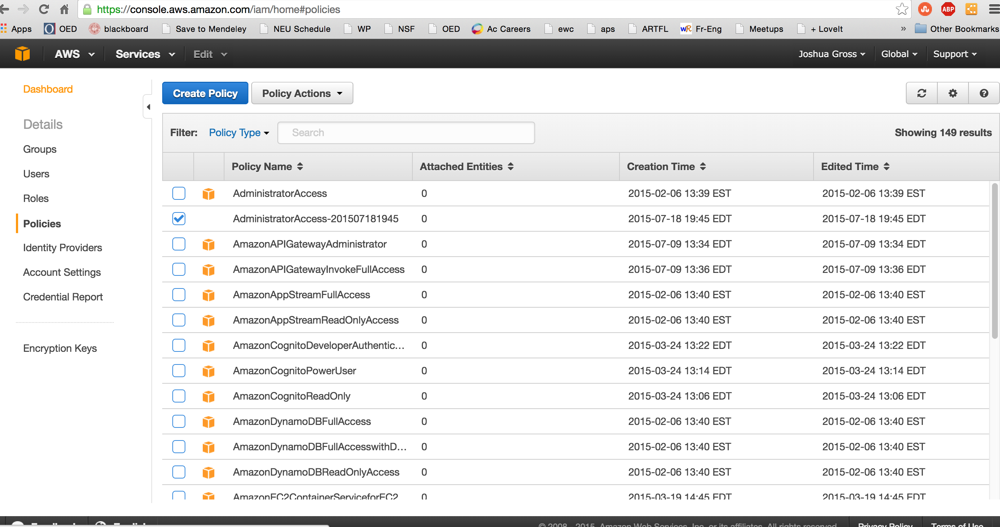 https://console.aws.amazon.com/iam/home#policies
ABP
Apps OED blackboard Save to Mendeley NEU Schedule WP NSF OED Ac Careers ewc aps ARTFL WR Fr-Eng Meetups + LoveIt » Other Bookmarks
AWS Services Edit Joshua Gross Global Support
Dashboard
Details
Groups
Users
Roles
Policies
Identity Providers
Account Settings
Credential Report
Encryption Keys
Create Policy Policy Actions
Filter: Policy Type Search Showing 149 results
Policy Name Attached Entities Creation Time Edited Time
AdministratorAccess 0 2015-02-06 13:39 EST 2015-02-06 13:39 EST
AdministratorAccess-201507181945 0 2015-07-18 19:45 EDT 2015-07-18 19:45 EDT
AmazonAPIGatewayAdministrator 0 2015-07-09 13:34 EDT 2015-07-09 13:34 EDT
AmazonAPIGatewayInvokeFullAccess 0 2015-07-09 13:36 EDT 2015-07-09 13:36 EDT
AmazonAppStreamFullAccess 0 2015-02-06 13:40 EST 2015-02-06 13:40 EST
AmazonAppStreamReadOnlyAccess 0 2015-02-06 13:40 EST 2015-02-06 13:40 EST
AmazonCognitoDeveloperAuthentic... 0 2015-03-24 13:22 EDT 2015-03-24 13:22 EDT
AmazonCognitoPowerUser 0 2015-03-24 13:14 EDT 2015-03-24 13:14 EDT
AmazonCognitoReadOnly 0 2015-03-24 13:06 EDT 2015-03-24 13:06 EDT
AmazonDynamoDBFullAccess 0 2015-02-06 13:40 EST 2015-02-06 13:40 EST
AmazonDynamoDBFullAccesswithD... 0 2015-02-06 13:40 EST 2015-02-06 13:40 EST
AmazonDynamoDBReadOnlyAccess 0 2015-02-06 13:40 EST 2015-02-06 13:40 EST
AmazonEC2ContainerServiceforEC2 0 2015-03-19 14:45 EDT 2015-03-19 14:45 EDT
© 2008 - 2015, Amazon Web Services, Inc. or its affiliates. All rights reserved. Privacy Policy Terms of Use